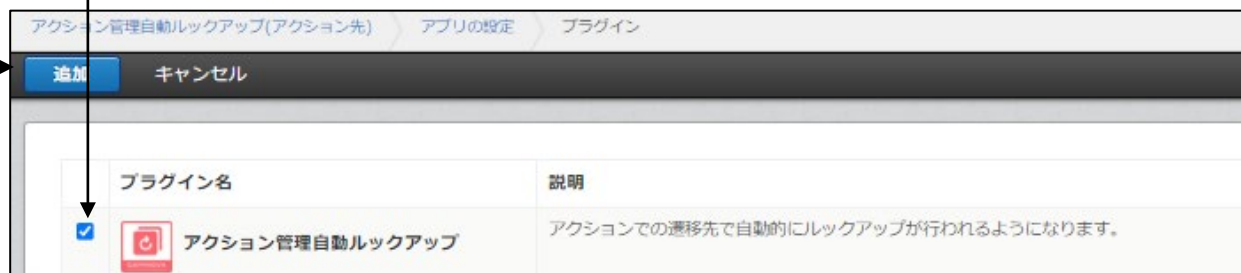 アクション管理自動ルックアップ(アクション先) アプリの設定 プラグイン
追加 キャンセル
プラグイン名 説明
アクション管理自動ルックアップ アクションでの遷移先で自動的にルックアップが行われるようになります。